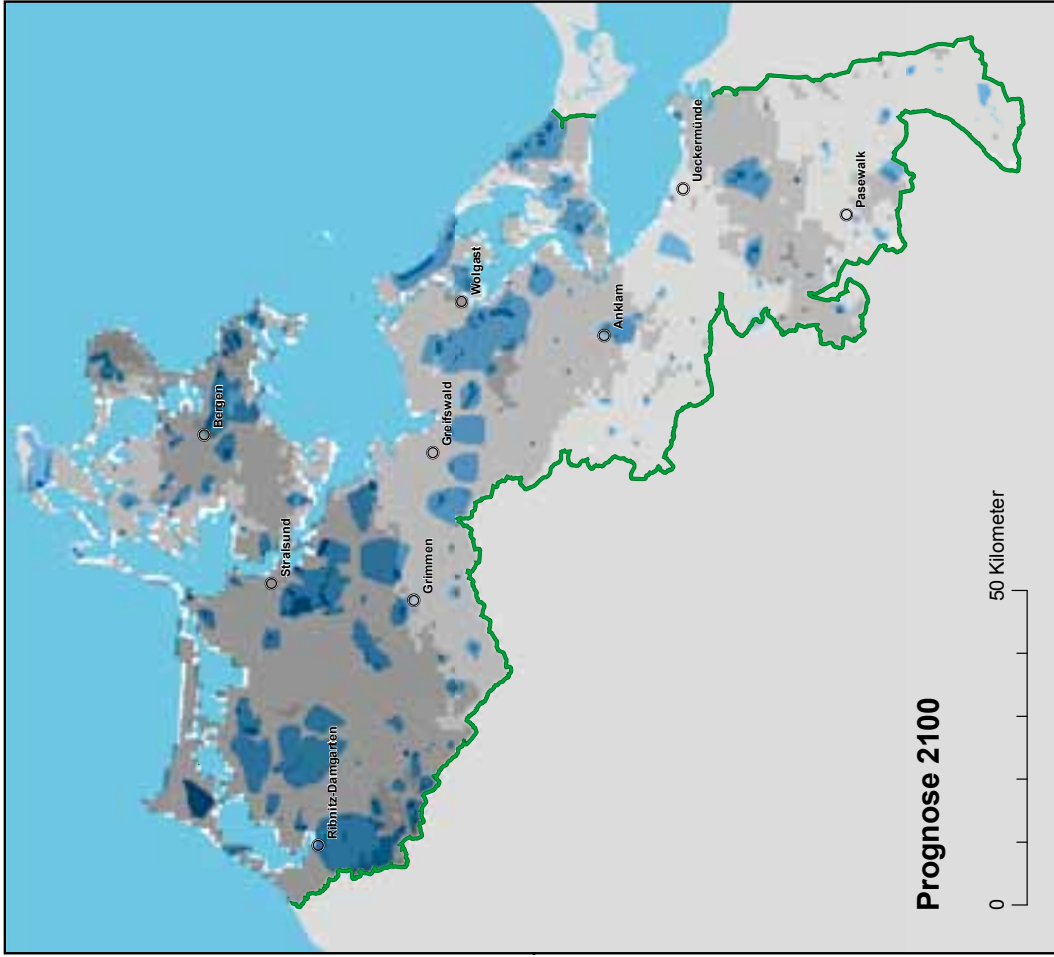 Bergen
Stralsund
Ribnitz-Damgarten
Greifswald
Grimmen
Wolgast
Anklam
Ueckermünde
Pasewalk
Prognose 2100
0
50 Kilometer